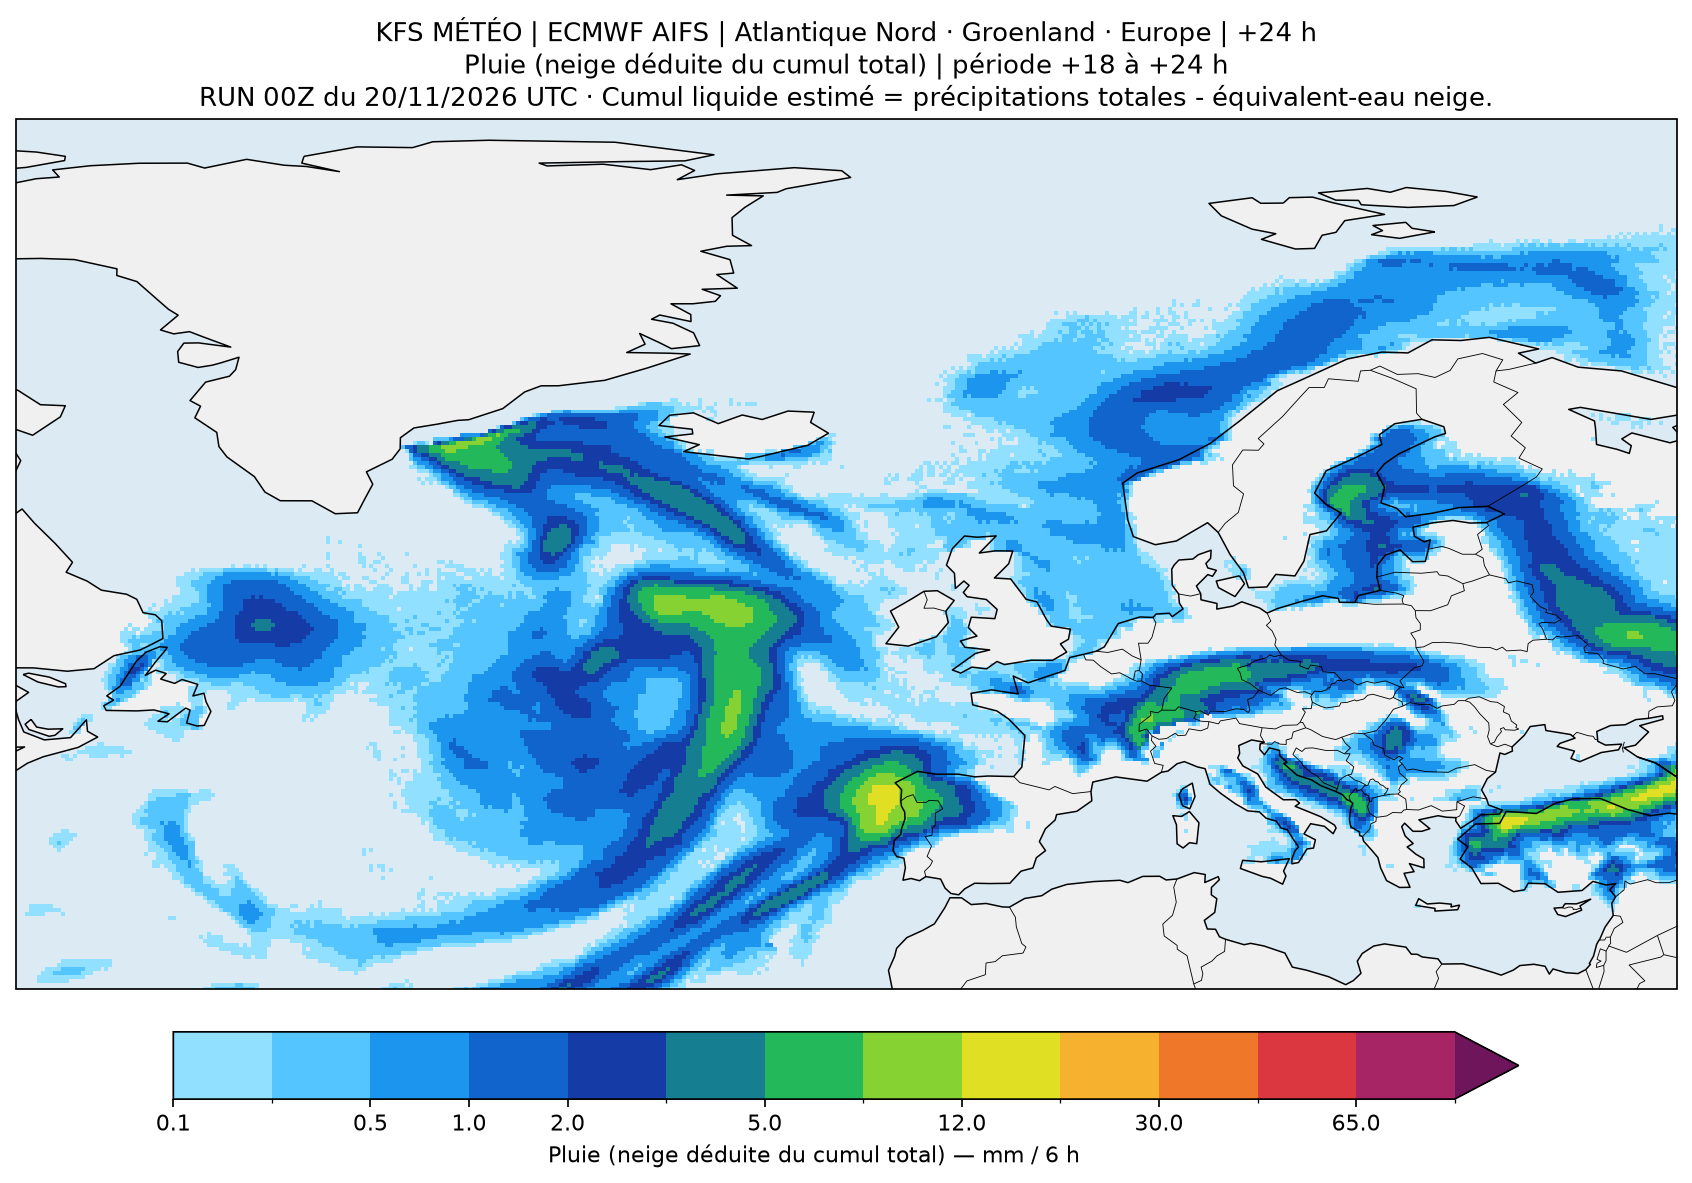 KFS MÉTÉO | ECMWF AIFS | Atlantique Nord · Groenland · Europe | +24 h
Pluie (neige déduite du cumul total) | période +18 à +24 h
RUN 00Z du 20/11/2026 UTC · Cumul liquide estimé = précipitations totales - équivalent-eau neige.
0.1 0.5 1.0 2.0 5.0 12.0 30.0 65.0
Pluie (neige déduite du cumul total) — mm / 6 h